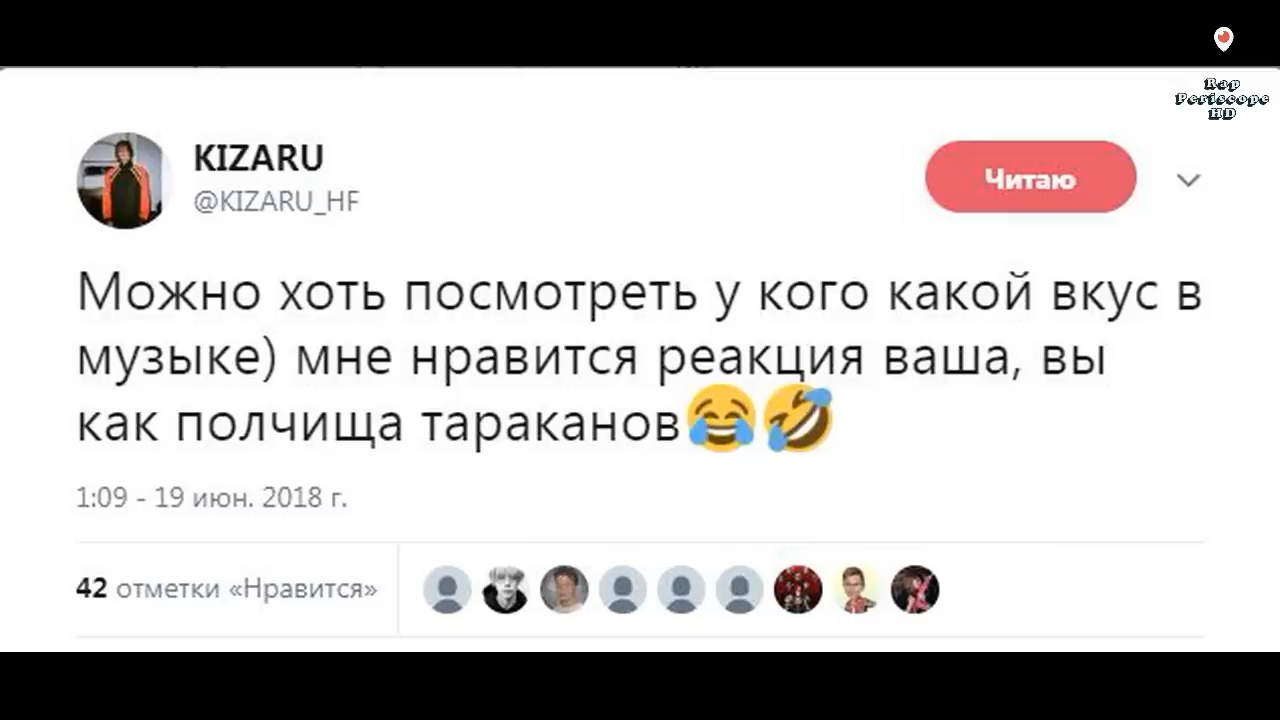 Rap
Periscope
HD
KIZARU
@KIZARU_HF
Читаю
Можно хоть посмотреть у кого какой вкус в
музыке) мне нравится реакция ваша, вы
как полчища тараканов😂🤣
1:09 - 19 июн. 2018 г.
42 отметки «Нравится»